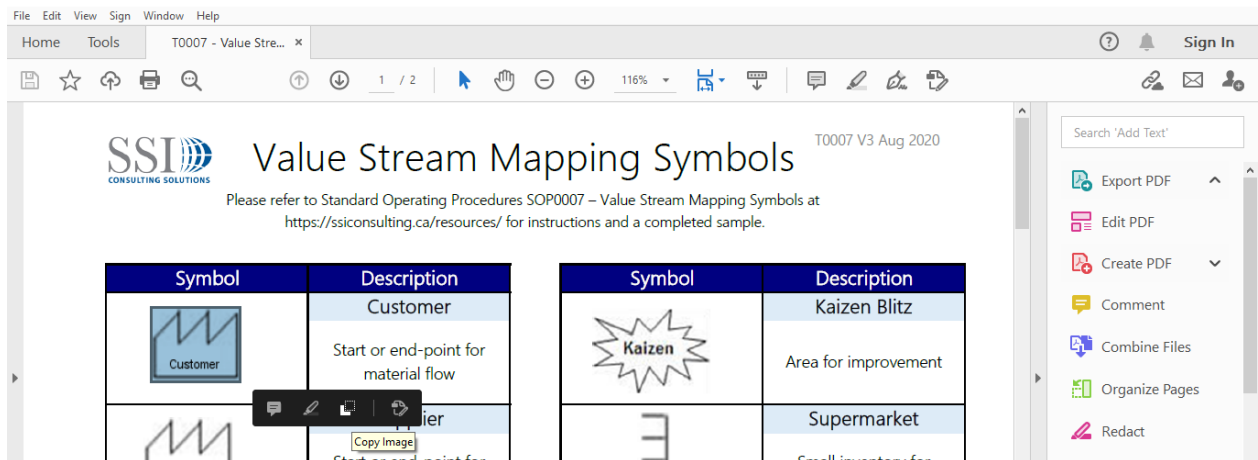 File Edit View Sign Window Help
Home Tools T0007 - Value Stre... × ? Sign In
1 / 2 116%
SSI
CONSULTING SOLUTIONS
Value Stream Mapping Symbols
T0007 V3 Aug 2020
Please refer to Standard Operating Procedures SOP0007 – Value Stream Mapping Symbols at
https://ssiconsulting.ca/resources/ for instructions and a completed sample.
Symbol Description
Customer
Customer
Start or end-point for
material flow
Copy Image
Symbol Description
Kaizen
Kaizen Blitz
Area for improvement
Supermarket
Small inventory for
Search 'Add Text'
Export PDF
Edit PDF
Create PDF
Comment
Combine Files
Organize Pages
Redact